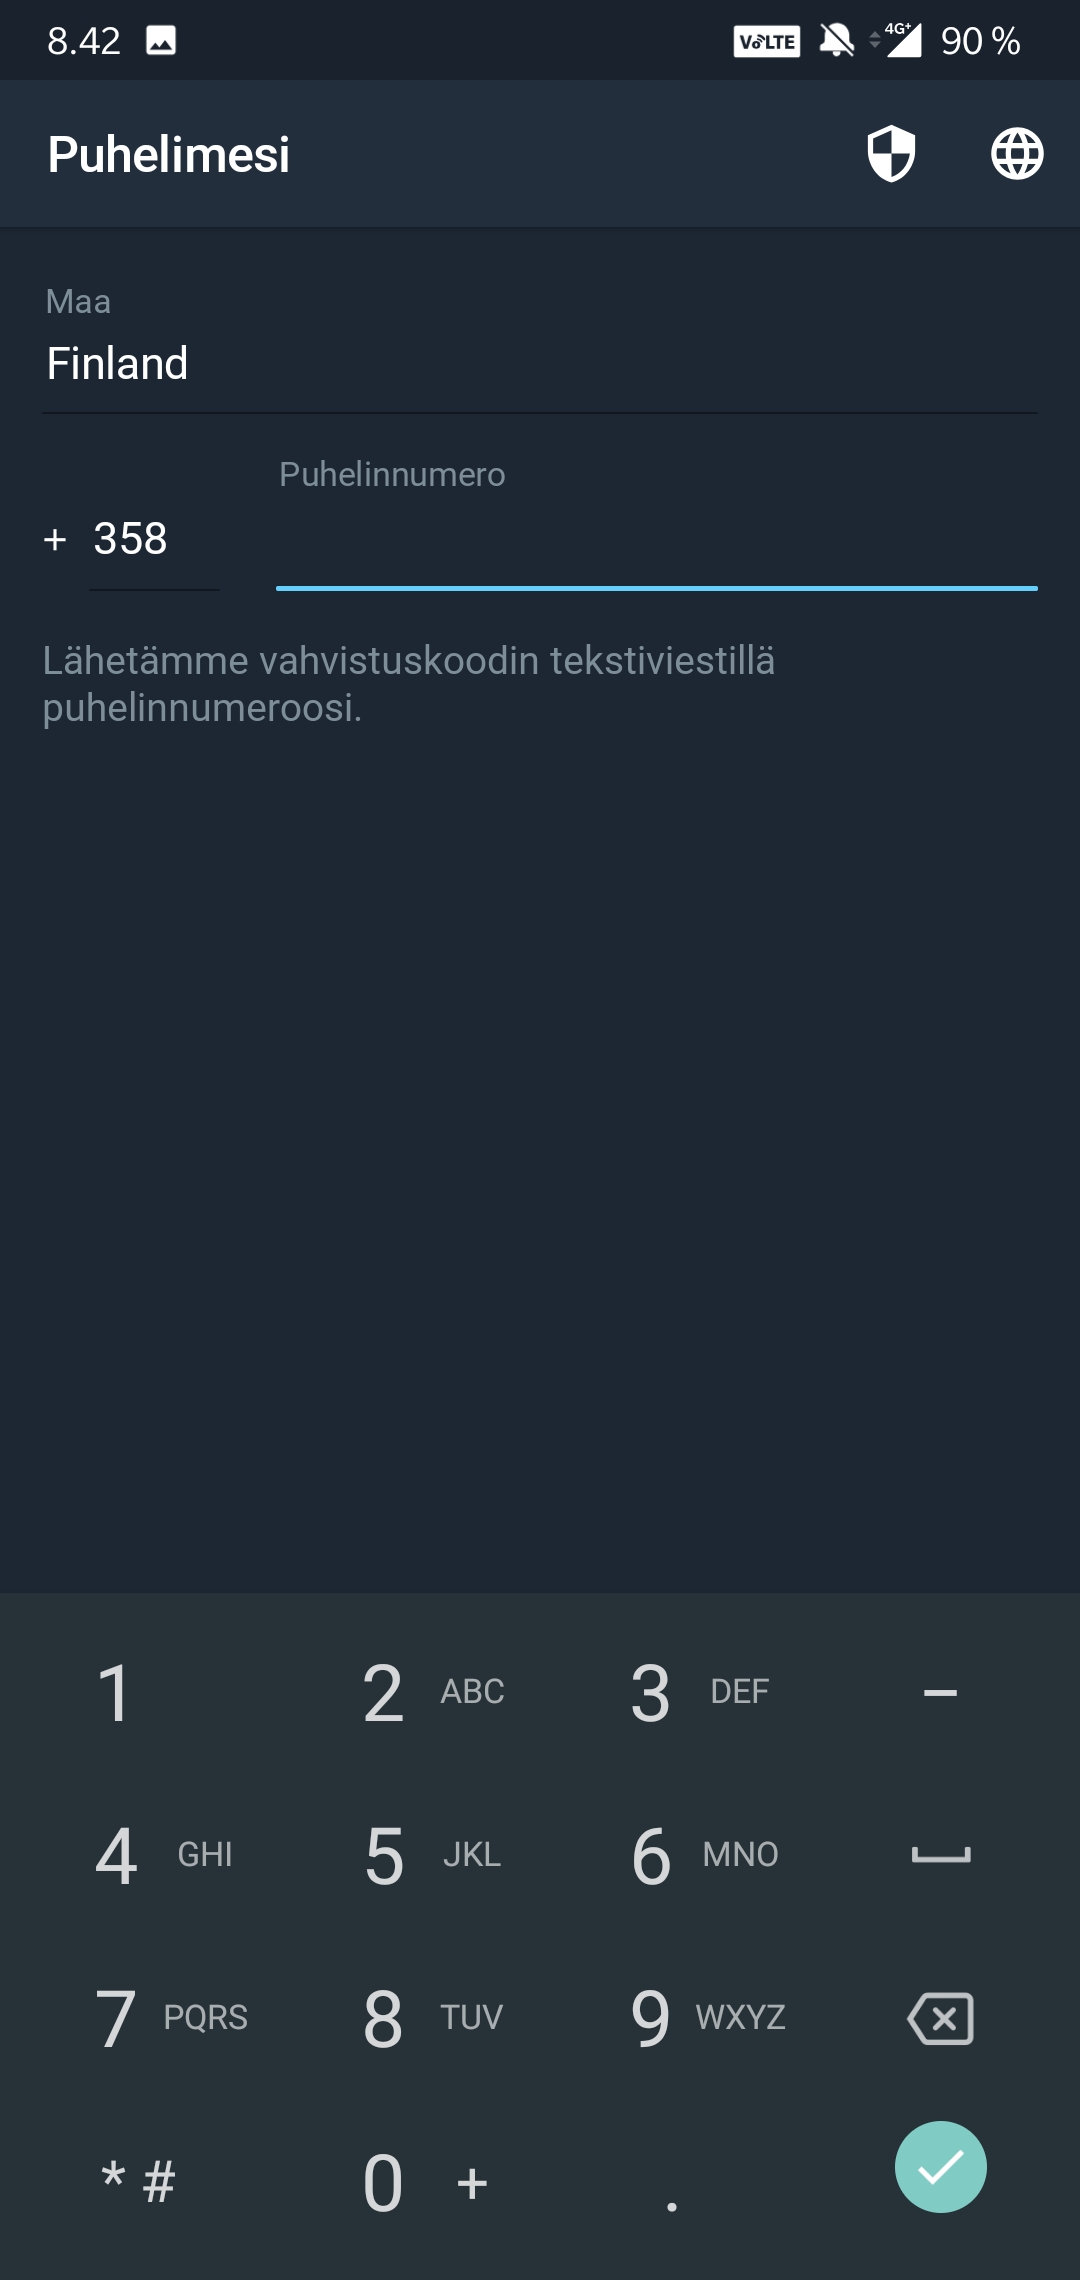 8.42 VoLTE 4G+ 90 %
Puhelimesi
Maa
Finland
Puhelinnumero
+ 358
Lähetämme vahvistuskoodin tekstiviestillä
puhelinnumeroosi.
1 2 ABC 3 DEF –
4 GHI 5 JKL 6 MNO
7 PQRS 8 TUV 9 WXYZ
* # 0 + .